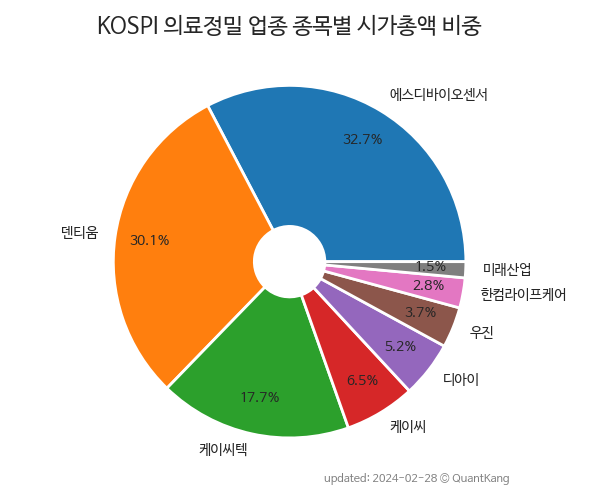 KOSPI 의료정밀 업종 종목별 시가총액 비중
에스디바이오센서
32.7%
덴티움
30.1%
미래산업
1.5%
한컴라이프케어
2.8%
우진
3.7%
디아이
5.2%
케이씨
6.5%
케이씨텍
17.7%
updated: 2024-02-28 © QuantKang